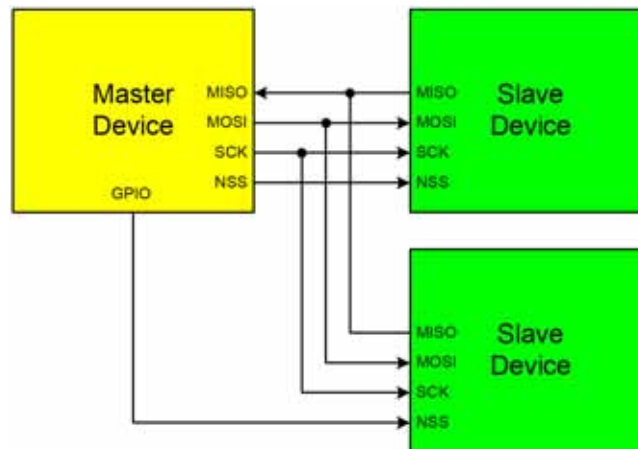 Master
Device
MISO
MOSI
SCK
NSS
GPIO
MISO
MOSI
SCK
NSS
Slave
Device
MISO
MOSI
SCK
NSS
Slave
Device